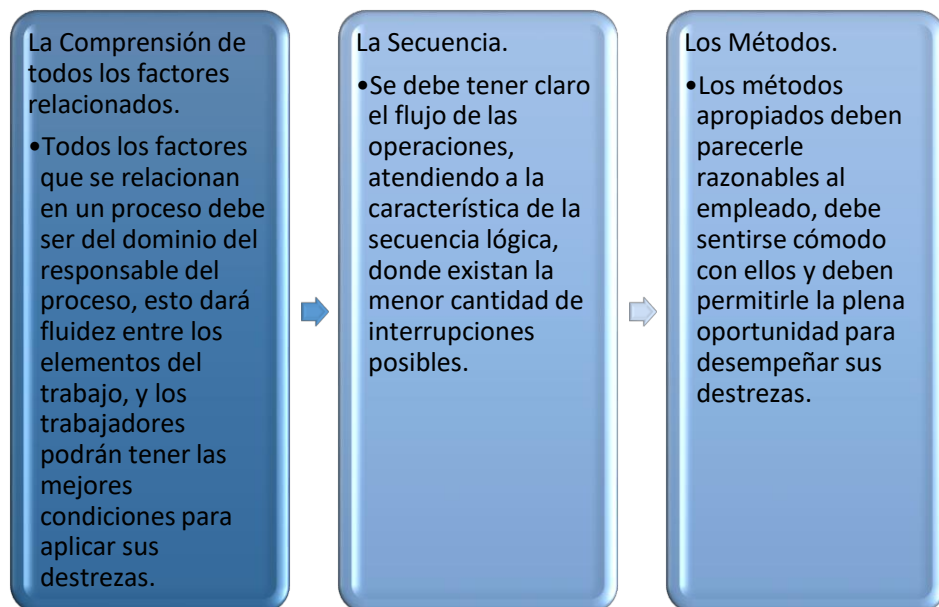 La Comprensión de
todos los factores
relacionados.
•Todos los factores
que se relacionan
en un proceso debe
ser del dominio del
responsable del
proceso, esto dará
fluidez entre los
elementos del
trabajo, y los
trabajadores
podrán tener las
mejores
condiciones para
aplicar sus
destrezas.
La Secuencia.
•Se debe tener claro
el flujo de las
operaciones,
atendiendo a la
característica de la
secuencia lógica,
donde existan la
menor cantidad de
interrupciones
posibles.
Los Métodos.
•Los métodos
apropiados deben
parecerle
razonables al
empleado, debe
sentirse cómodo
con ellos y deben
permitirle la plena
oportunidad para
desempeñar sus
destrezas.